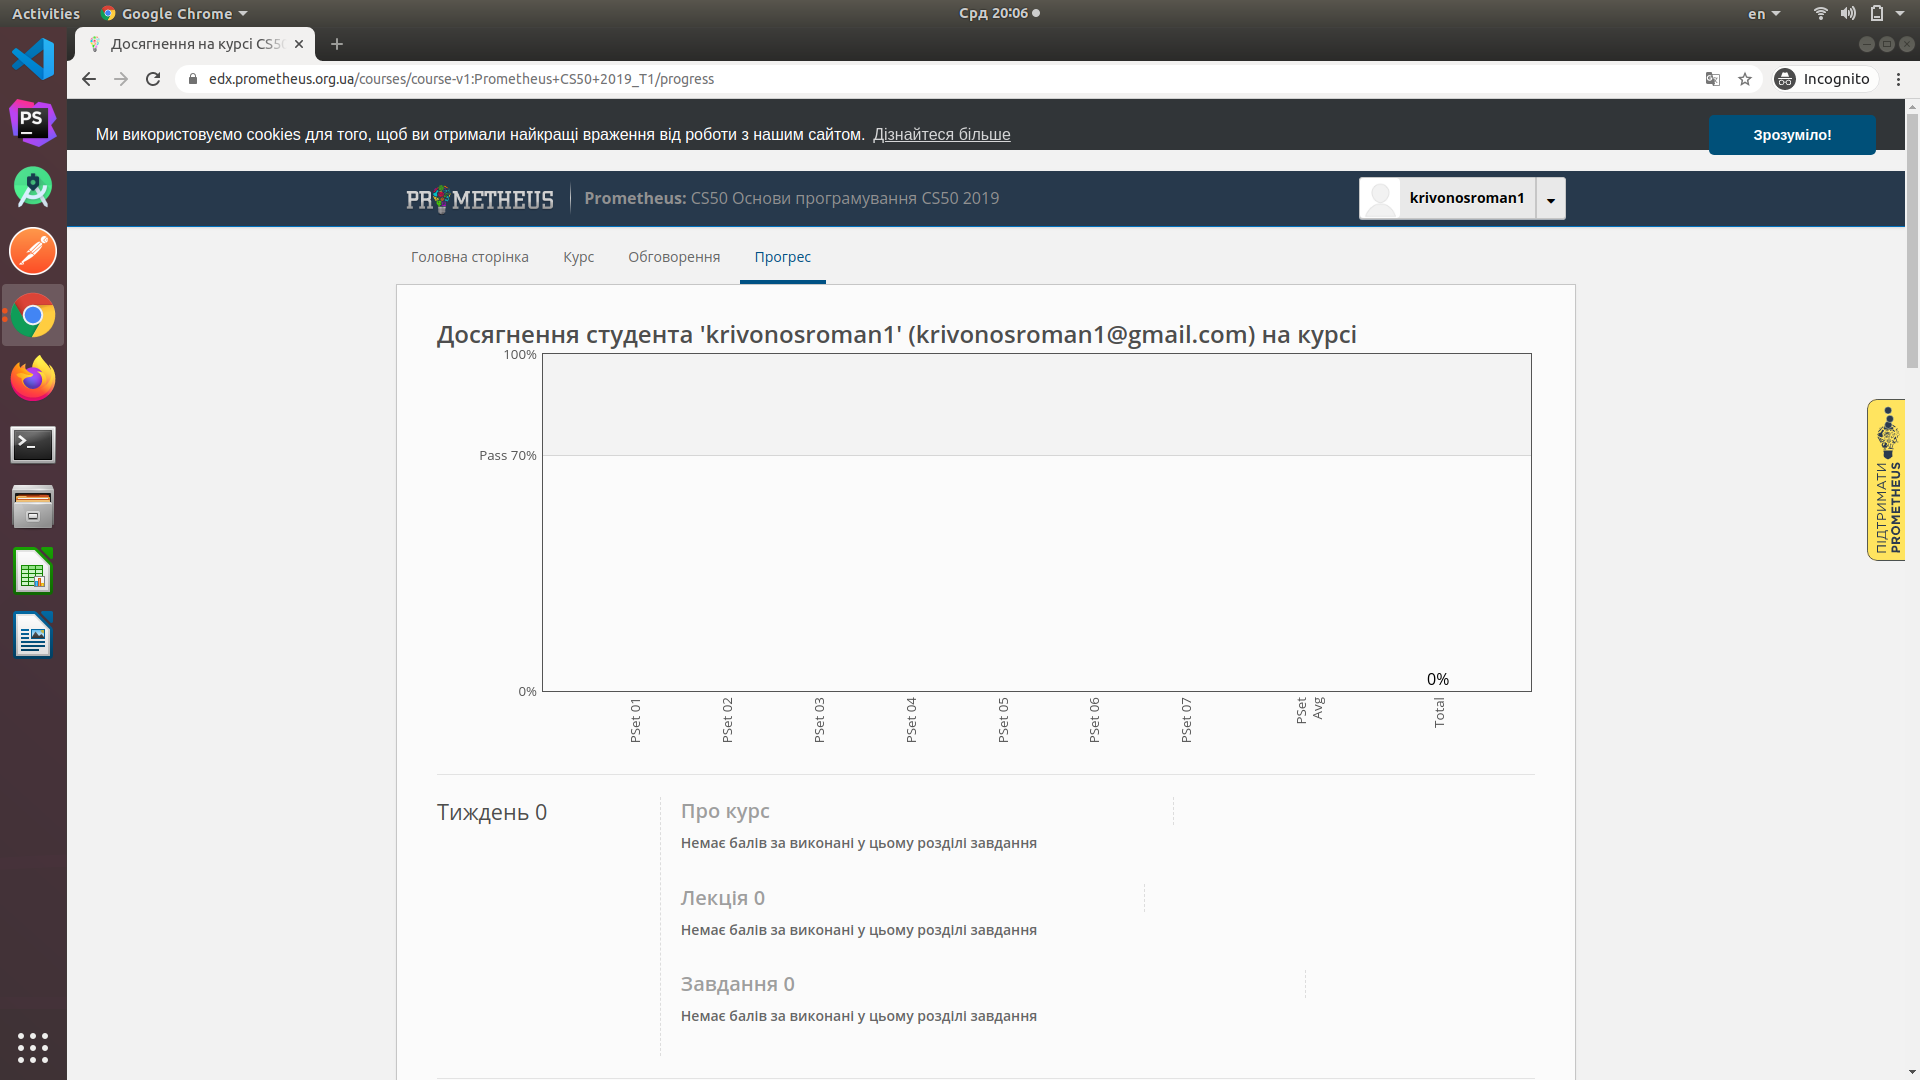 Activities
Google Chrome
Срд 20:06
en
Досягнення на курсі CS50
edx.prometheus.org.ua/courses/course-v1:Prometheus+CS50+2019_T1/progress
Incognito
Ми використовуємо cookies для того, щоб ви отримали найкращі враження від роботи з нашим сайтом. Дізнайтеся більше
Зрозуміло!
PROMETHEUS
Prometheus: CS50 Основи програмування CS50 2019
krivonosroman1
Головна сторінка
Курс
Обговорення
Прогрес
Досягнення студента 'krivonosroman1' (krivonosroman1@gmail.com) на курсі
100%
Pass 70%
0%
0%
PSet 01
PSet 02
PSet 03
PSet 04
PSet 05
PSet 06
PSet 07
PSet
Avg
Total
ПІДТРИМАТИ
PROMETHEUS
Тиждень 0
Про курс
Немає балів за виконані у цьому розділі завдання
Лекція 0
Немає балів за виконані у цьому розділі завдання
Завдання 0
Немає балів за виконані у цьому розділі завдання
PS